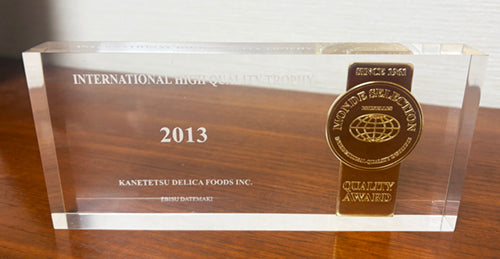 INTERNATIONAL HIGH QUALITY TROPHY
2013
KANETETSU DELICA FOODS INC.
EBISU DATEMAKI
SINCE 1961
MONDE SELECTION
QUALITY
AWARD